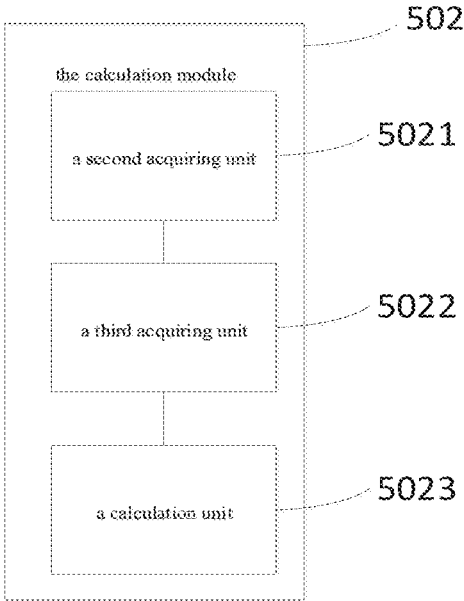 502
the calculation module
a second acquiring unit
5021
a third acquiring unit
5022
a calculation unit
5023